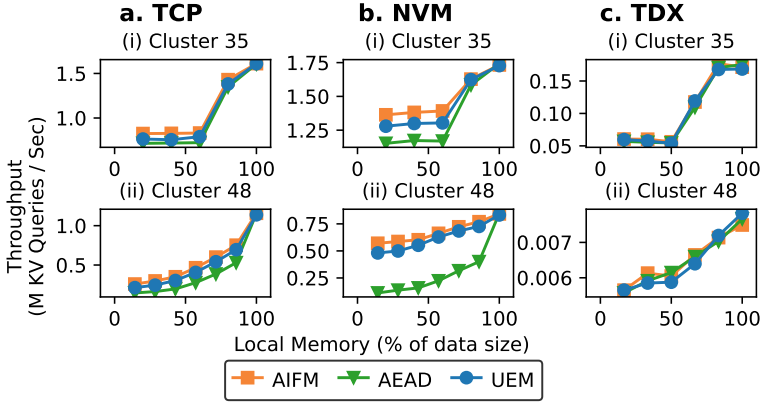 a. TCP
b. NVM
c. TDX
(i) Cluster 35
(i) Cluster 35
(i) Cluster 35
1.5
1.0
1.75
1.50
1.25
0.15
0.10
0.05
0
50
100
0
50
100
0
50
100
Throughput
(M KV Queries / Sec)
(ii) Cluster 48
(ii) Cluster 48
(ii) Cluster 48
1.0
0.5
0.75
0.50
0.25
0.007
0.006
0
50
100
0
50
100
0
50
100
Local Memory (% of data size)
AIFM
AEAD
UEM